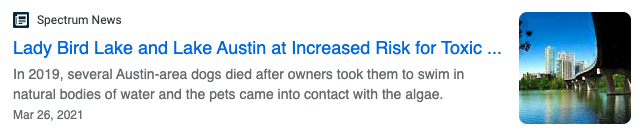 Spectrum News
Lady Bird Lake and Lake Austin at Increased Risk for Toxic ...
In 2019, several Austin-area dogs died after owners took them to swim in
natural bodies of water and the pets came into contact with the algae.
Mar 26, 2021